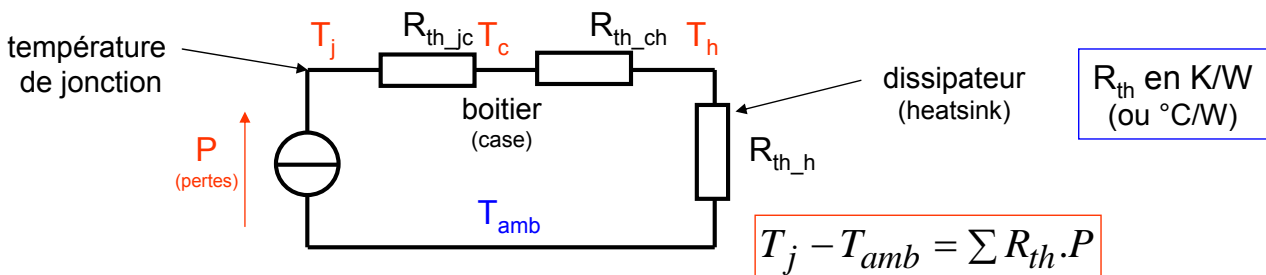 température
de jonction
T_j
R_th_jc
T_c
R_th_ch
T_h
boitier
(case)
dissipateur
(heatsink)
R_th en K/W
(ou °C/W)
P
(pertes)
R_th_h
T_amb
T_j − T_amb = ∑ R_th.P